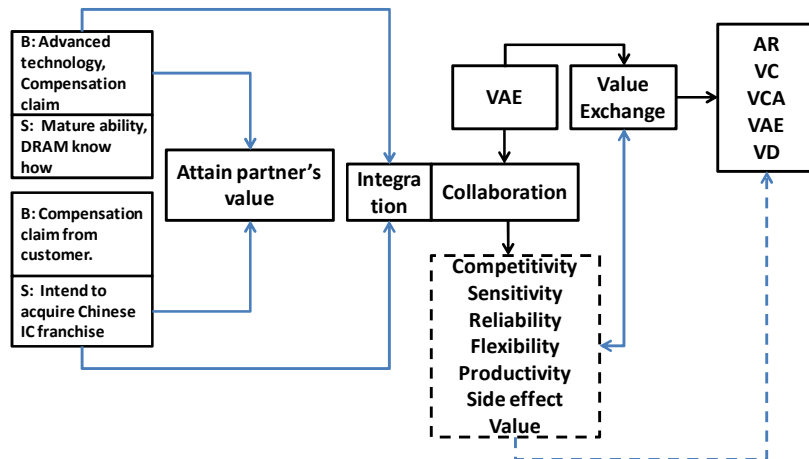 B: Advanced
technology,
Compensation
claim
S: Mature ability,
DRAM know
how
B: Compensation
claim from
customer.
S: Intend to
acquire Chinese
IC franchise
Attain partner's
value
Integra
tion
Collaboration
VAE
Value
Exchange
Competitivity
Sensitivity
Reliability
Flexibility
Productivity
Side effect
Value
AR
VC
VCA
VAE
VD